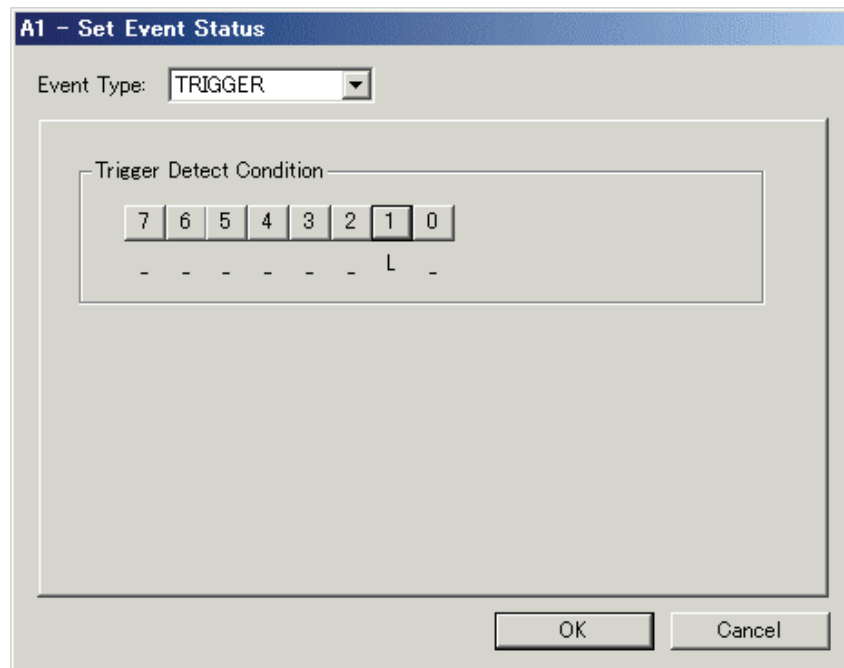 A1 - Set Event Status
Event Type: TRIGGER
Trigger Detect Condition
7 6 5 4 3 2 1 0
_ _ _ _ _ _ L _
OK Cancel